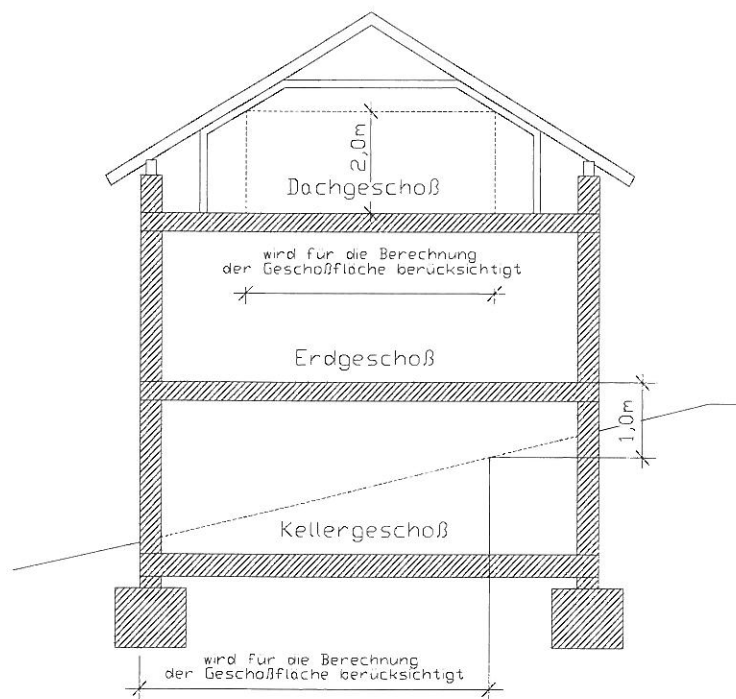 2,0m
Dachgeschoß
wird für die Berechnung
der Geschoßfläche berücksichtigt
Erdgeschoß
1,0m
Kellergeschoß
wird für die Berechnung
der Geschoßfläche berücksichtigt